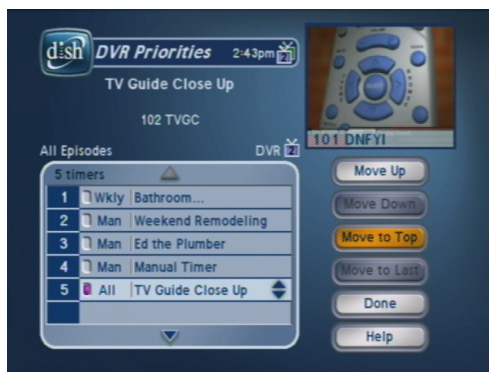 dish DVR Priorities 2:43pm 2
TV Guide Close Up
102 TVGC
101 DNFYI
All Episodes DVR 2
5 timers
1 Wkly Bathroom...
2 Man Weekend Remodeling
3 Man Ed the Plumber
4 Man Manual Timer
5 All TV Guide Close Up
Move Up
Move Down
Move to Top
Move to Last
Done
Help